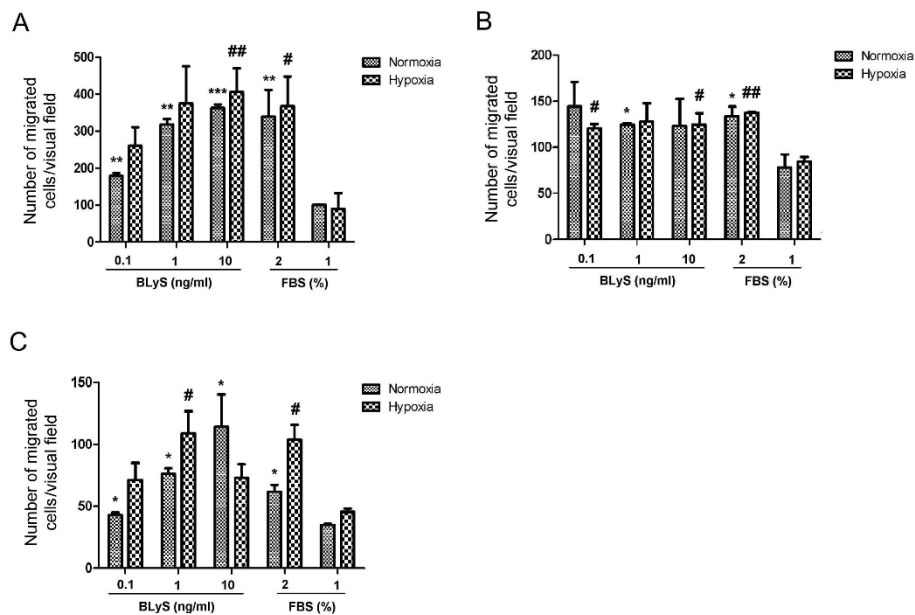 A
Number of migrated
cells/visual field
500
400
300
200
100
0
**
**
***
##
**
#
Normoxia
Hypoxia
0.1
1
10
2
1
BLyS (ng/ml)
FBS (%)
B
Number of migrated
cells/visual field
200
150
100
50
0
#
*
#
*
##
Normoxia
Hypoxia
0.1
1
10
2
1
BLyS (ng/ml)
FBS (%)
C
Number of migrated
cells/visual field
150
100
50
0
*
*
#
*
*
#
Normoxia
Hypoxia
0.1
1
10
2
1
BLyS (ng/ml)
FBS (%)